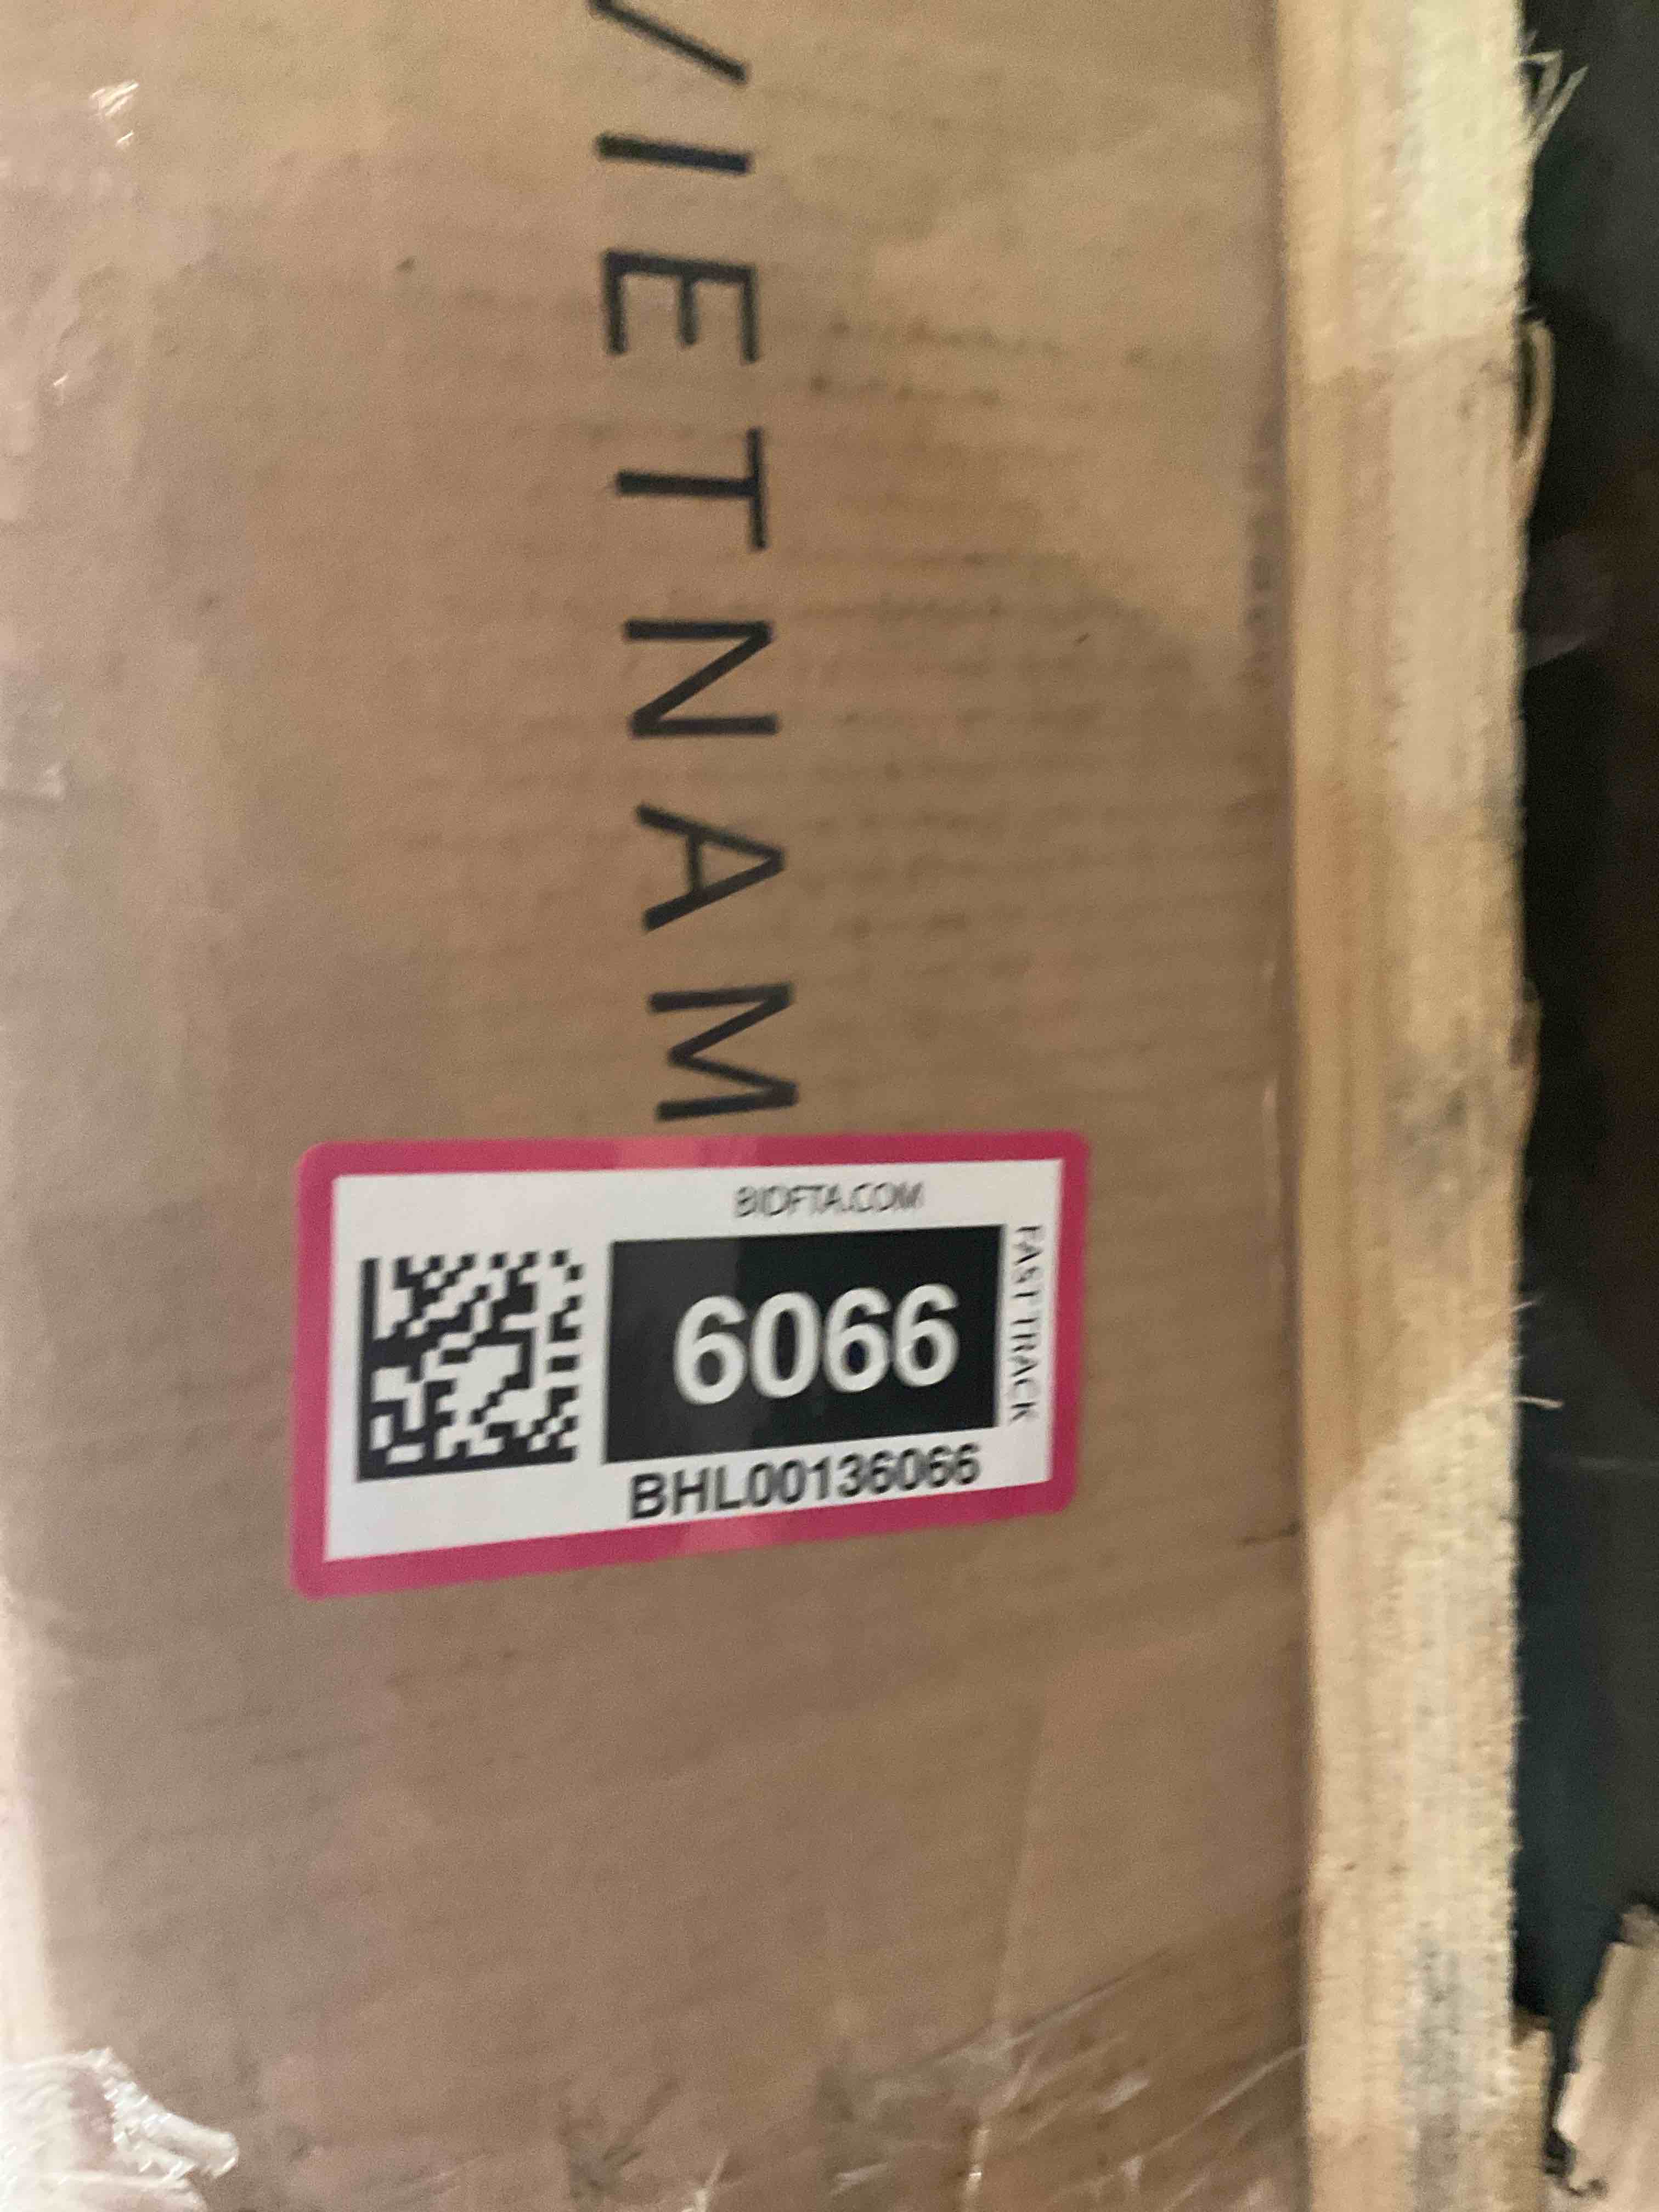 VIETNAM
BIDFTA.COM
6066
FAST TRACK
BHL00136066